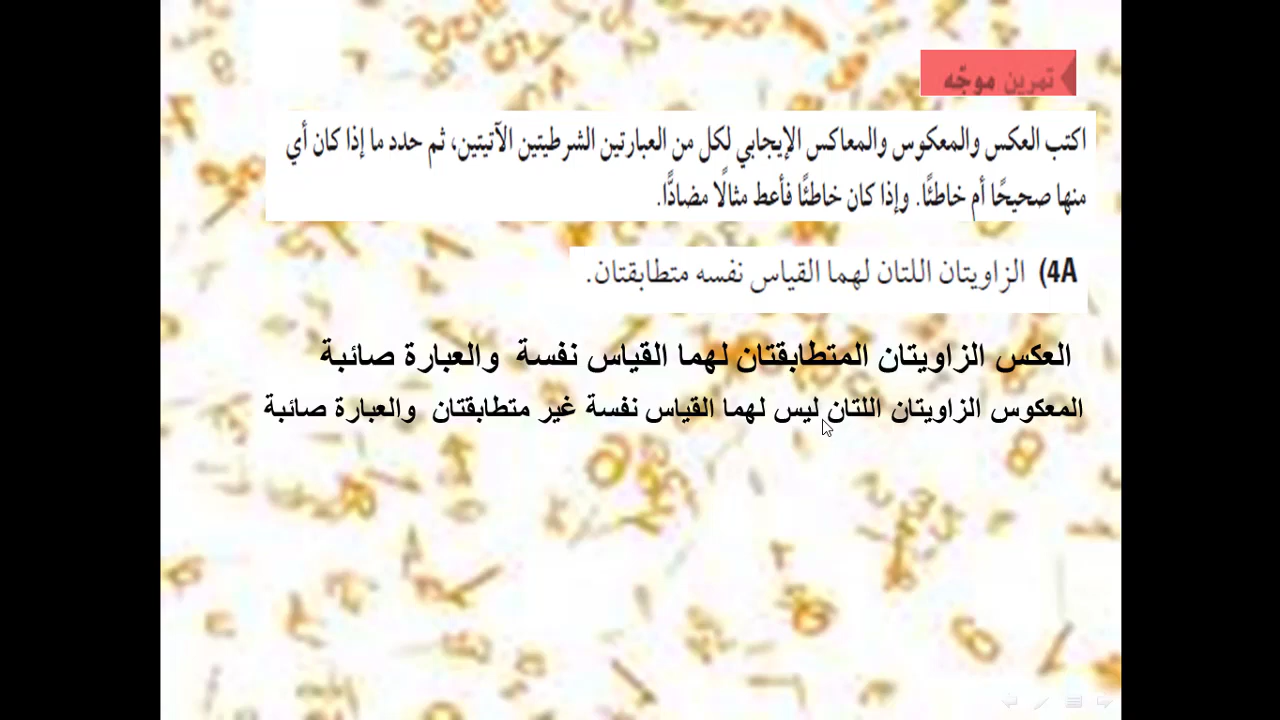 تمرين موجّه
اكتب العكس والمعكوس والمعاكس الإيجابي لكل من العبارتين الشرطيتين الآتيتين، ثم حدد ما إذا كان أي
منها صحيحًا أم خاطئًا. وإذا كان خاطئًا فأعط مثالًا مضادًّا.
4A) الزاويتان اللتان لهما القياس نفسه متطابقتان.
العكس الزاويتان المتطابقتان لهما القياس نفسة والعبارة صائبة
المعكوس الزاويتان اللتان ليس لهما القياس نفسة غير متطابقتان والعبارة صائبة